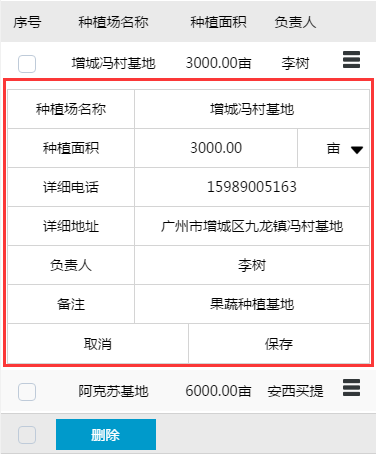 序号 种植场名称 种植面积 负责人
增城冯村基地 3000.00亩 李树
种植场名称 增城冯村基地
种植面积 3000.00 亩
详细电话 15989005163
详细地址 广州市增城区九龙镇冯村基地
负责人 李树
备注 果蔬种植基地
取消 保存
阿克苏基地 6000.00亩 安西买提
删除